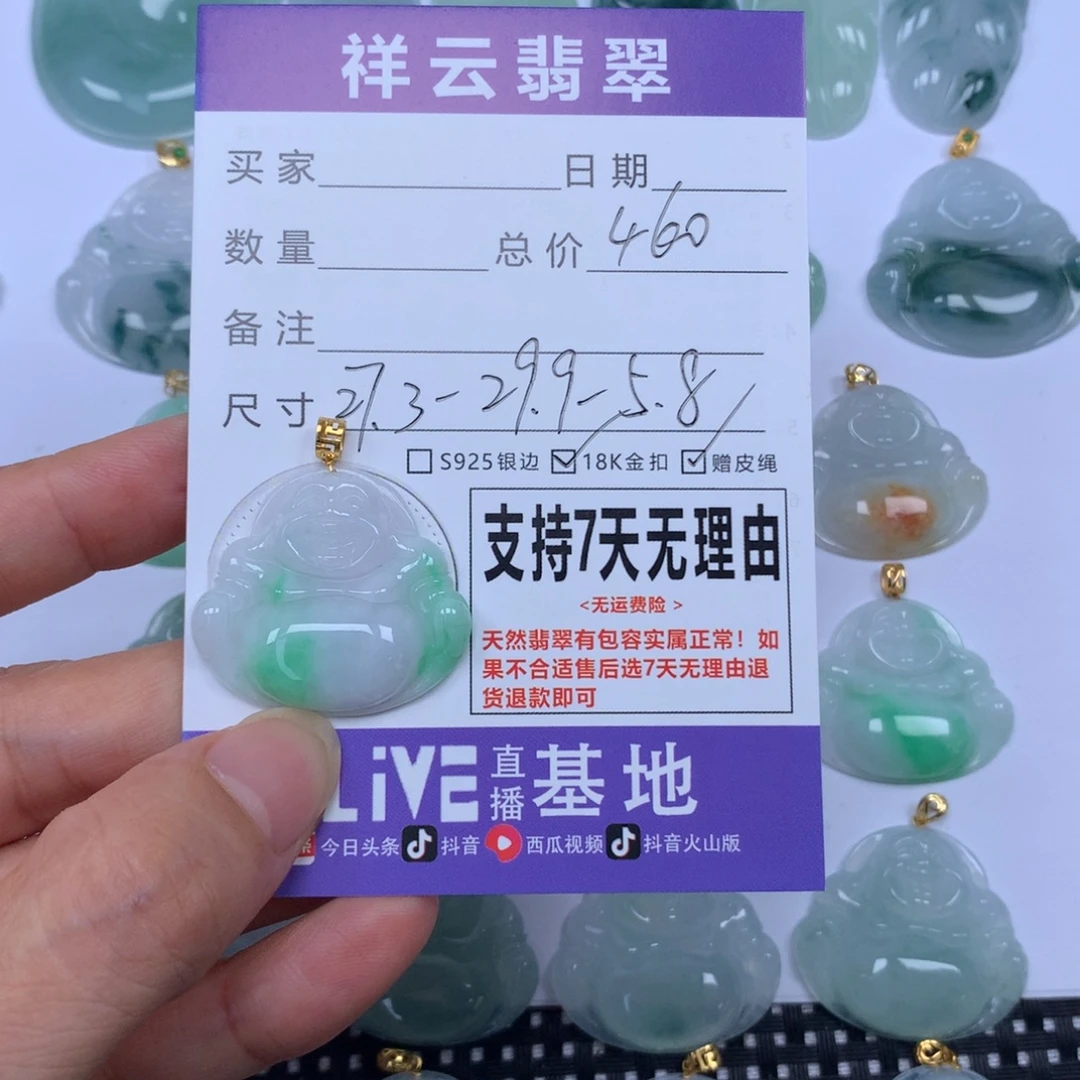 祥云翡翠
买家 日期
数量 总价 460
备注
尺寸 27.3-29.9-5.8
S925银边 18K金扣 赠皮绳
支持7天无理由
<无运费险>
天然翡翠有包容实属正常！如
果不合适售后选7天无理由退
货退款即可
LiVE直播基地
今日头条 抖音 西瓜视频 抖音火山版